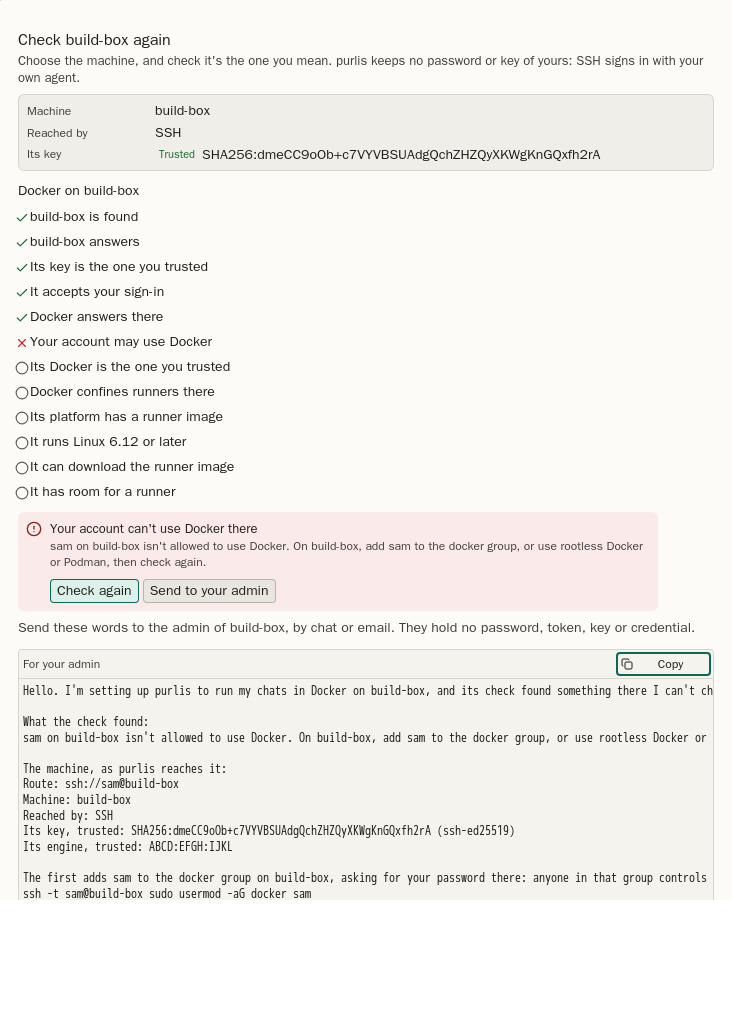 Check build-box again
Choose the machine, and check it's the one you mean. purlis keeps no password or key of yours: SSH signs in with your
own agent.
Machine build-box
Reached by SSH
Its key Trusted SHA256:dmeCC9oOb+c7VYVBSUAdgQchZHZQyXKWgKnGQxfh2rA
Docker on build-box
build-box is found
build-box answers
Its key is the one you trusted
It accepts your sign-in
Docker answers there
Your account may use Docker
Its Docker is the one you trusted
Docker confines runners there
Its platform has a runner image
It runs Linux 6.12 or later
It can download the runner image
It has room for a runner
Your account can't use Docker there
sam on build-box isn't allowed to use Docker. On build-box, add sam to the docker group, or use rootless Docker
or Podman, then check again.
Check again Send to your admin
Send these words to the admin of build-box, by chat or email. They hold no password, token, key or credential.
For your admin Copy
Hello. I'm setting up purlis to run my chats in Docker on build-box, and its check found something there I can't ch
What the check found:
sam on build-box isn't allowed to use Docker. On build-box, add sam to the docker group, or use rootless Docker or
The machine, as purlis reaches it:
Route: ssh://sam@build-box
Machine: build-box
Reached by: SSH
Its key, trusted: SHA256:dmeCC9oOb+c7VYVBSUAdgQchZHZQyXKWgKnGQxfh2rA (ssh-ed25519)
Its engine, trusted: ABCD:EFGH:IJKL
The first adds sam to the docker group on build-box, asking for your password there: anyone in that group controls
ssh -t sam@build-box sudo usermod -aG docker sam